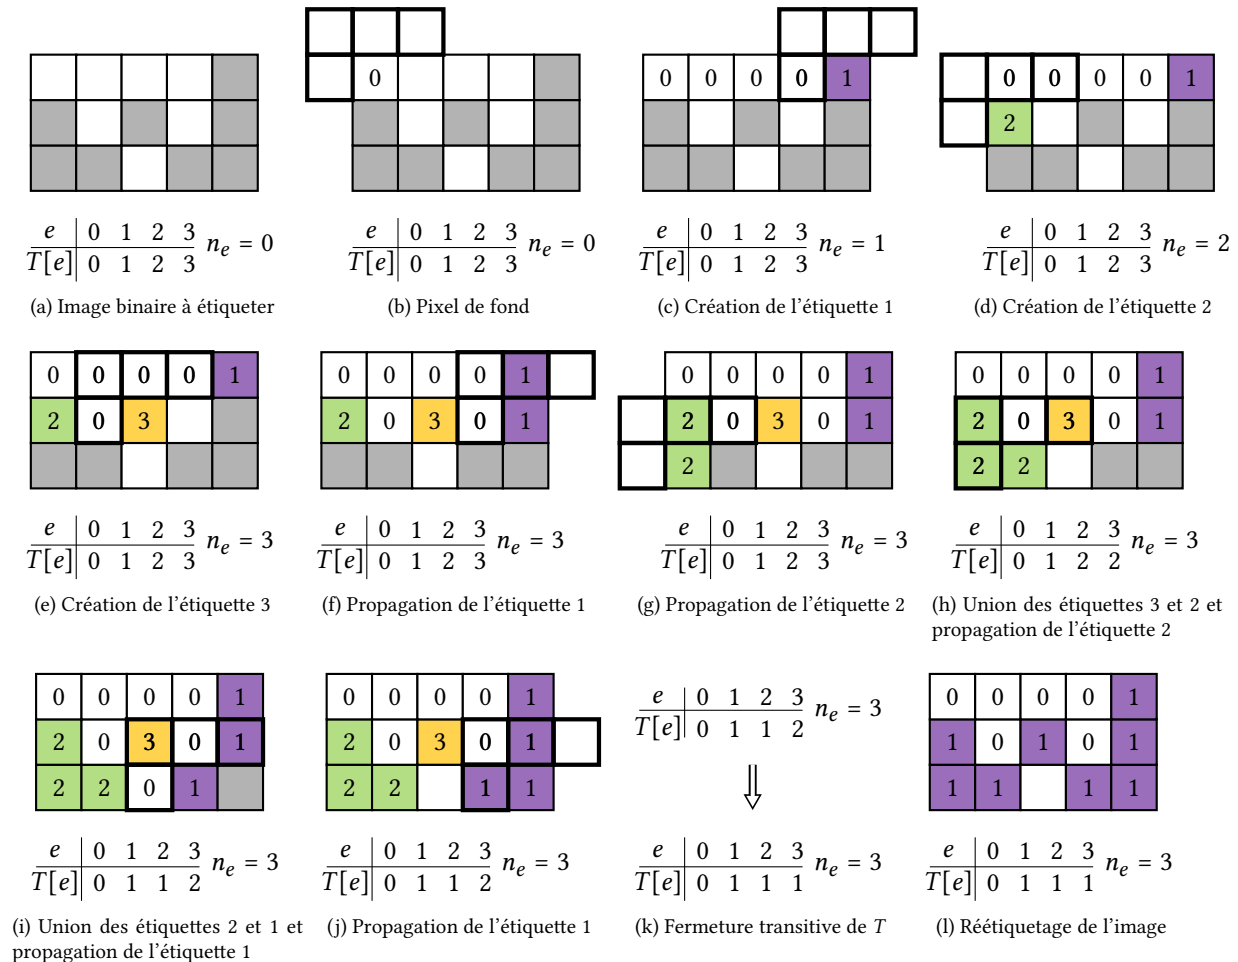 0
0 0 0 0 1
0 0 0 0 1
2
e 0 1 2 3 nₑ = 0
T[e] 0 1 2 3
e 0 1 2 3 nₑ = 0
T[e] 0 1 2 3
e 0 1 2 3 nₑ = 1
T[e] 0 1 2 3
e 0 1 2 3 nₑ = 2
T[e] 0 1 2 3
(a) Image binaire à étiqueter
(b) Pixel de fond
(c) Création de l'étiquette 1
(d) Création de l'étiquette 2
0 0 0 0 1
2 0 3
0 0 0 0 1
2 0 3 0 1
0 0 0 0 1
2 0 3 0 1
2
0 0 0 0 1
2 0 3 0 1
2 2
e 0 1 2 3 nₑ = 3
T[e] 0 1 2 3
e 0 1 2 3 nₑ = 3
T[e] 0 1 2 3
e 0 1 2 3 nₑ = 3
T[e] 0 1 2 3
e 0 1 2 3 nₑ = 3
T[e] 0 1 2 2
(e) Création de l'étiquette 3
(f) Propagation de l'étiquette 1
(g) Propagation de l'étiquette 2
(h) Union des étiquettes 3 et 2 et
propagation de l'étiquette 2
0 0 0 0 1
2 0 3 0 1
2 2 0 1
0 0 0 0 1
2 0 3 0 1
2 2 1 1
e 0 1 2 3 nₑ = 3
T[e] 0 1 1 2
0 0 0 0 1
1 0 1 0 1
1 1 1 1
e 0 1 2 3 nₑ = 3
T[e] 0 1 1 2
e 0 1 2 3 nₑ = 3
T[e] 0 1 1 2
e 0 1 2 3 nₑ = 3
T[e] 0 1 1 1
e 0 1 2 3 nₑ = 3
T[e] 0 1 1 1
(i) Union des étiquettes 2 et 1 et
propagation de l'étiquette 1
(j) Propagation de l'étiquette 1
(k) Fermeture transitive de T
(l) Réétiquetage de l'image